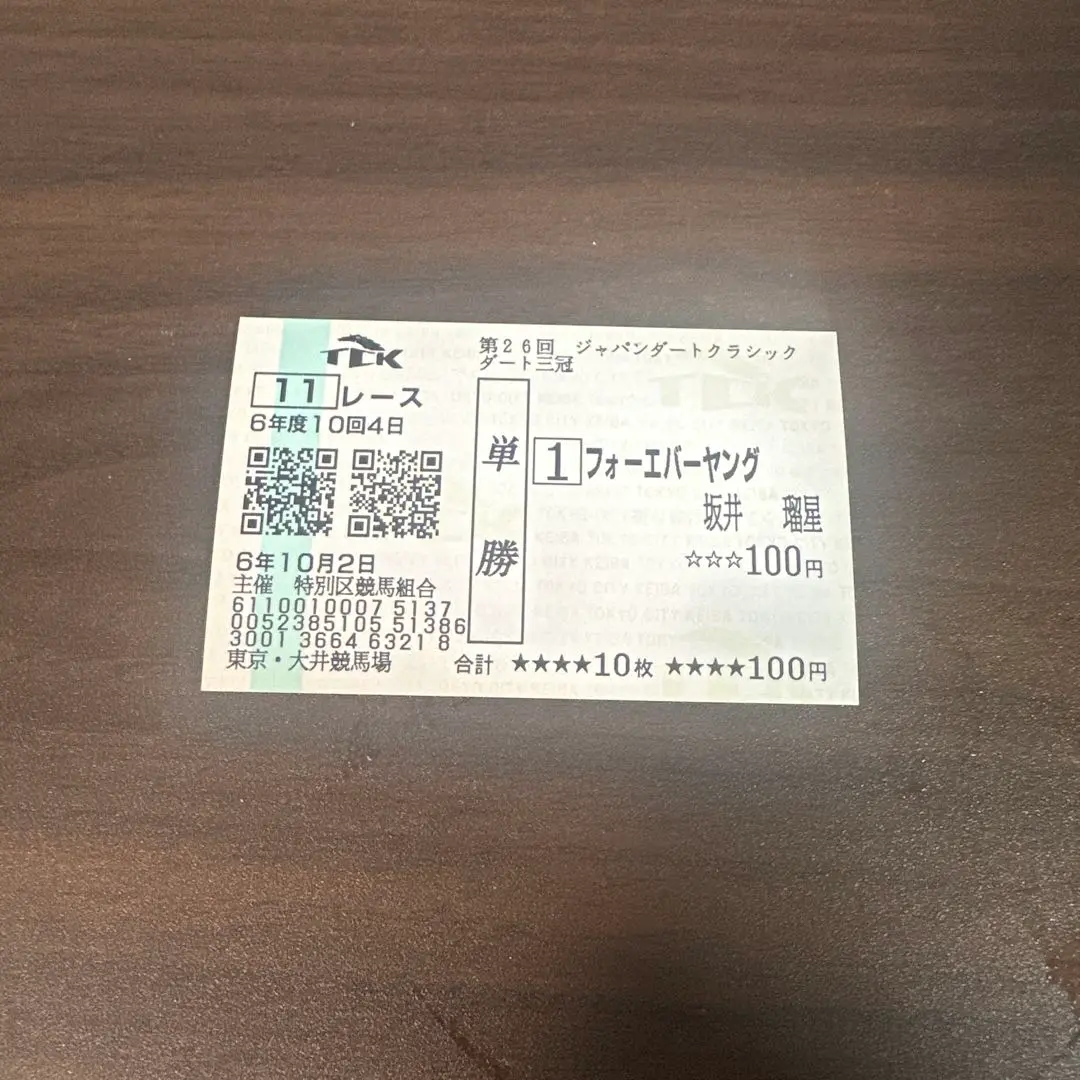 TCK
第26回 ジャパンダートクラシック
ダート三冠
11レース
6年度10回4日
単勝
1 フォーエバーヤング
坂井 瑠星
☆☆☆100円
6年10月2日
主催 特別区競馬組合
6110010007 5137
0052385105 51386
3001 3664 6321 8
東京・大井競馬場
合計 ★★★★10枚 ★★★★100円